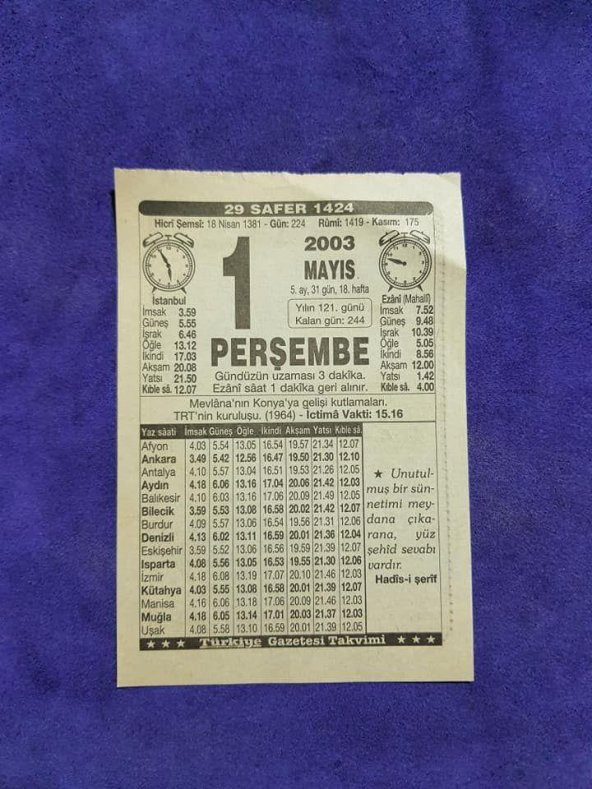 29 SAFER 1424
Hicrî Şemsî: 18 Nisan 1381 - Gün: 224 Rûmî: 1419 - Kasım: 175
1
2003
MAYIS
5. ay, 31 gün, 18. hafta
Yılın 121. günü
Kalan gün: 244
İstanbul
İmsak 3.59
Güneş 5.55
İşrak 6.46
Öğle 13.12
İkindi 17.03
Akşam 20.08
Yatsı 21.50
Kıble sâ. 12.07
Ezânî (Mahallî)
İmsak 7.52
Güneş 9.48
İşrak 10.39
Öğle 5.05
İkindi 8.56
Akşam 12.00
Yatsı 1.42
Kıble sâ. 4.00
PERŞEMBE
Gündüzün uzaması 3 dakîka.
Ezânî sâat 1 dakîka geri alınır.
Mevlâna'nın Konya'ya gelişi kutlamaları.
TRT'nin kuruluşu. (1964) - İctimâ Vakti: 15.16
Yaz sâati İmsak Güneş Öğle İkindi Akşam Yatsı Kıble sâ.
Afyon 4.03 5.54 13.05 16.54 19.57 21.34 12.07
Ankara 3.49 5.42 12.56 16.47 19.50 21.30 12.10
Antalya 4.10 5.57 13.04 16.51 19.53 21.26 12.05
Aydın 4.18 6.06 13.16 17.04 20.06 21.42 12.03
Balıkesir 4.10 6.03 13.16 17.06 20.09 21.49 12.05
Bilecik 3.59 5.53 13.08 16.58 20.02 21.42 12.07
Burdur 4.09 5.57 13.06 16.54 19.56 21.31 12.06
Denizli 4.13 6.02 13.11 16.59 20.01 21.36 12.04
Eskişehir 3.59 5.52 13.06 16.56 19.59 21.39 12.07
Isparta 4.08 5.56 13.05 16.53 19.55 21.30 12.06
İzmir 4.18 6.08 13.19 17.07 20.10 21.46 12.03
Kütahya 4.03 5.55 13.08 16.58 20.01 21.39 12.07
Manisa 4.16 6.06 13.18 17.06 20.09 21.46 12.03
Muğla 4.18 6.05 13.14 17.01 20.03 21.37 12.03
Uşak 4.08 5.58 13.10 16.59 20.01 21.39 12.05
★ Unutul-
muş bir sün-
netimi mey-
dana çıka-
rana, yüz
şehîd sevabı
vardır.
Hadîs-i şerîf
★ ★ ★ Türkiye Gazetesi Takvimi ★ ★ ★